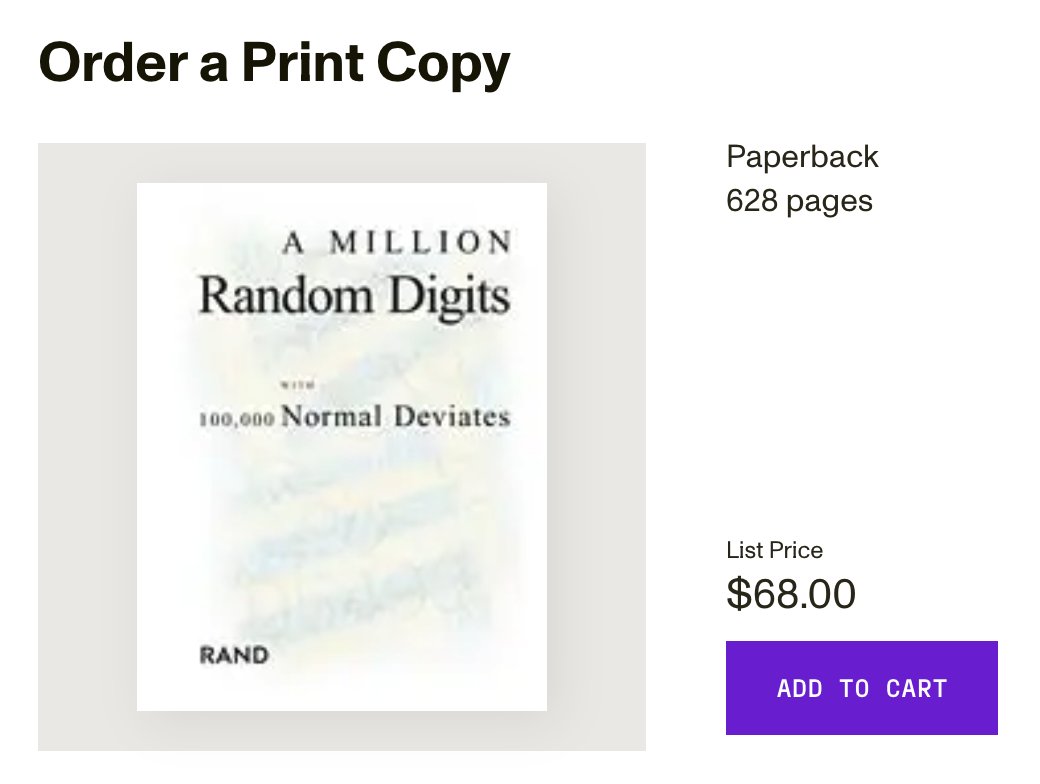 Order a Print Copy
A MILLION
Random Digits
WITH
100,000 Normal Deviates
RAND
Paperback
628 pages
List Price
$68.00
ADD TO CART